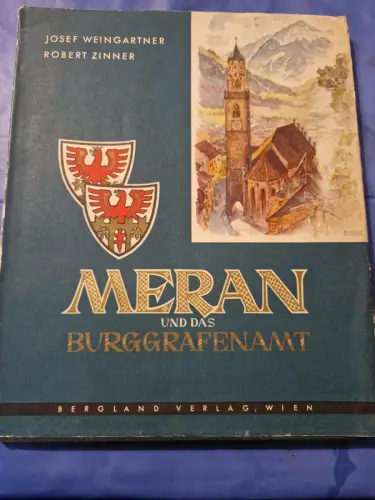 JOSEF WEINGARTNER
ROBERT ZINNER
MERAN
UND DAS
BURGGRAFENAMT
BERGLAND VERLAG, WIEN